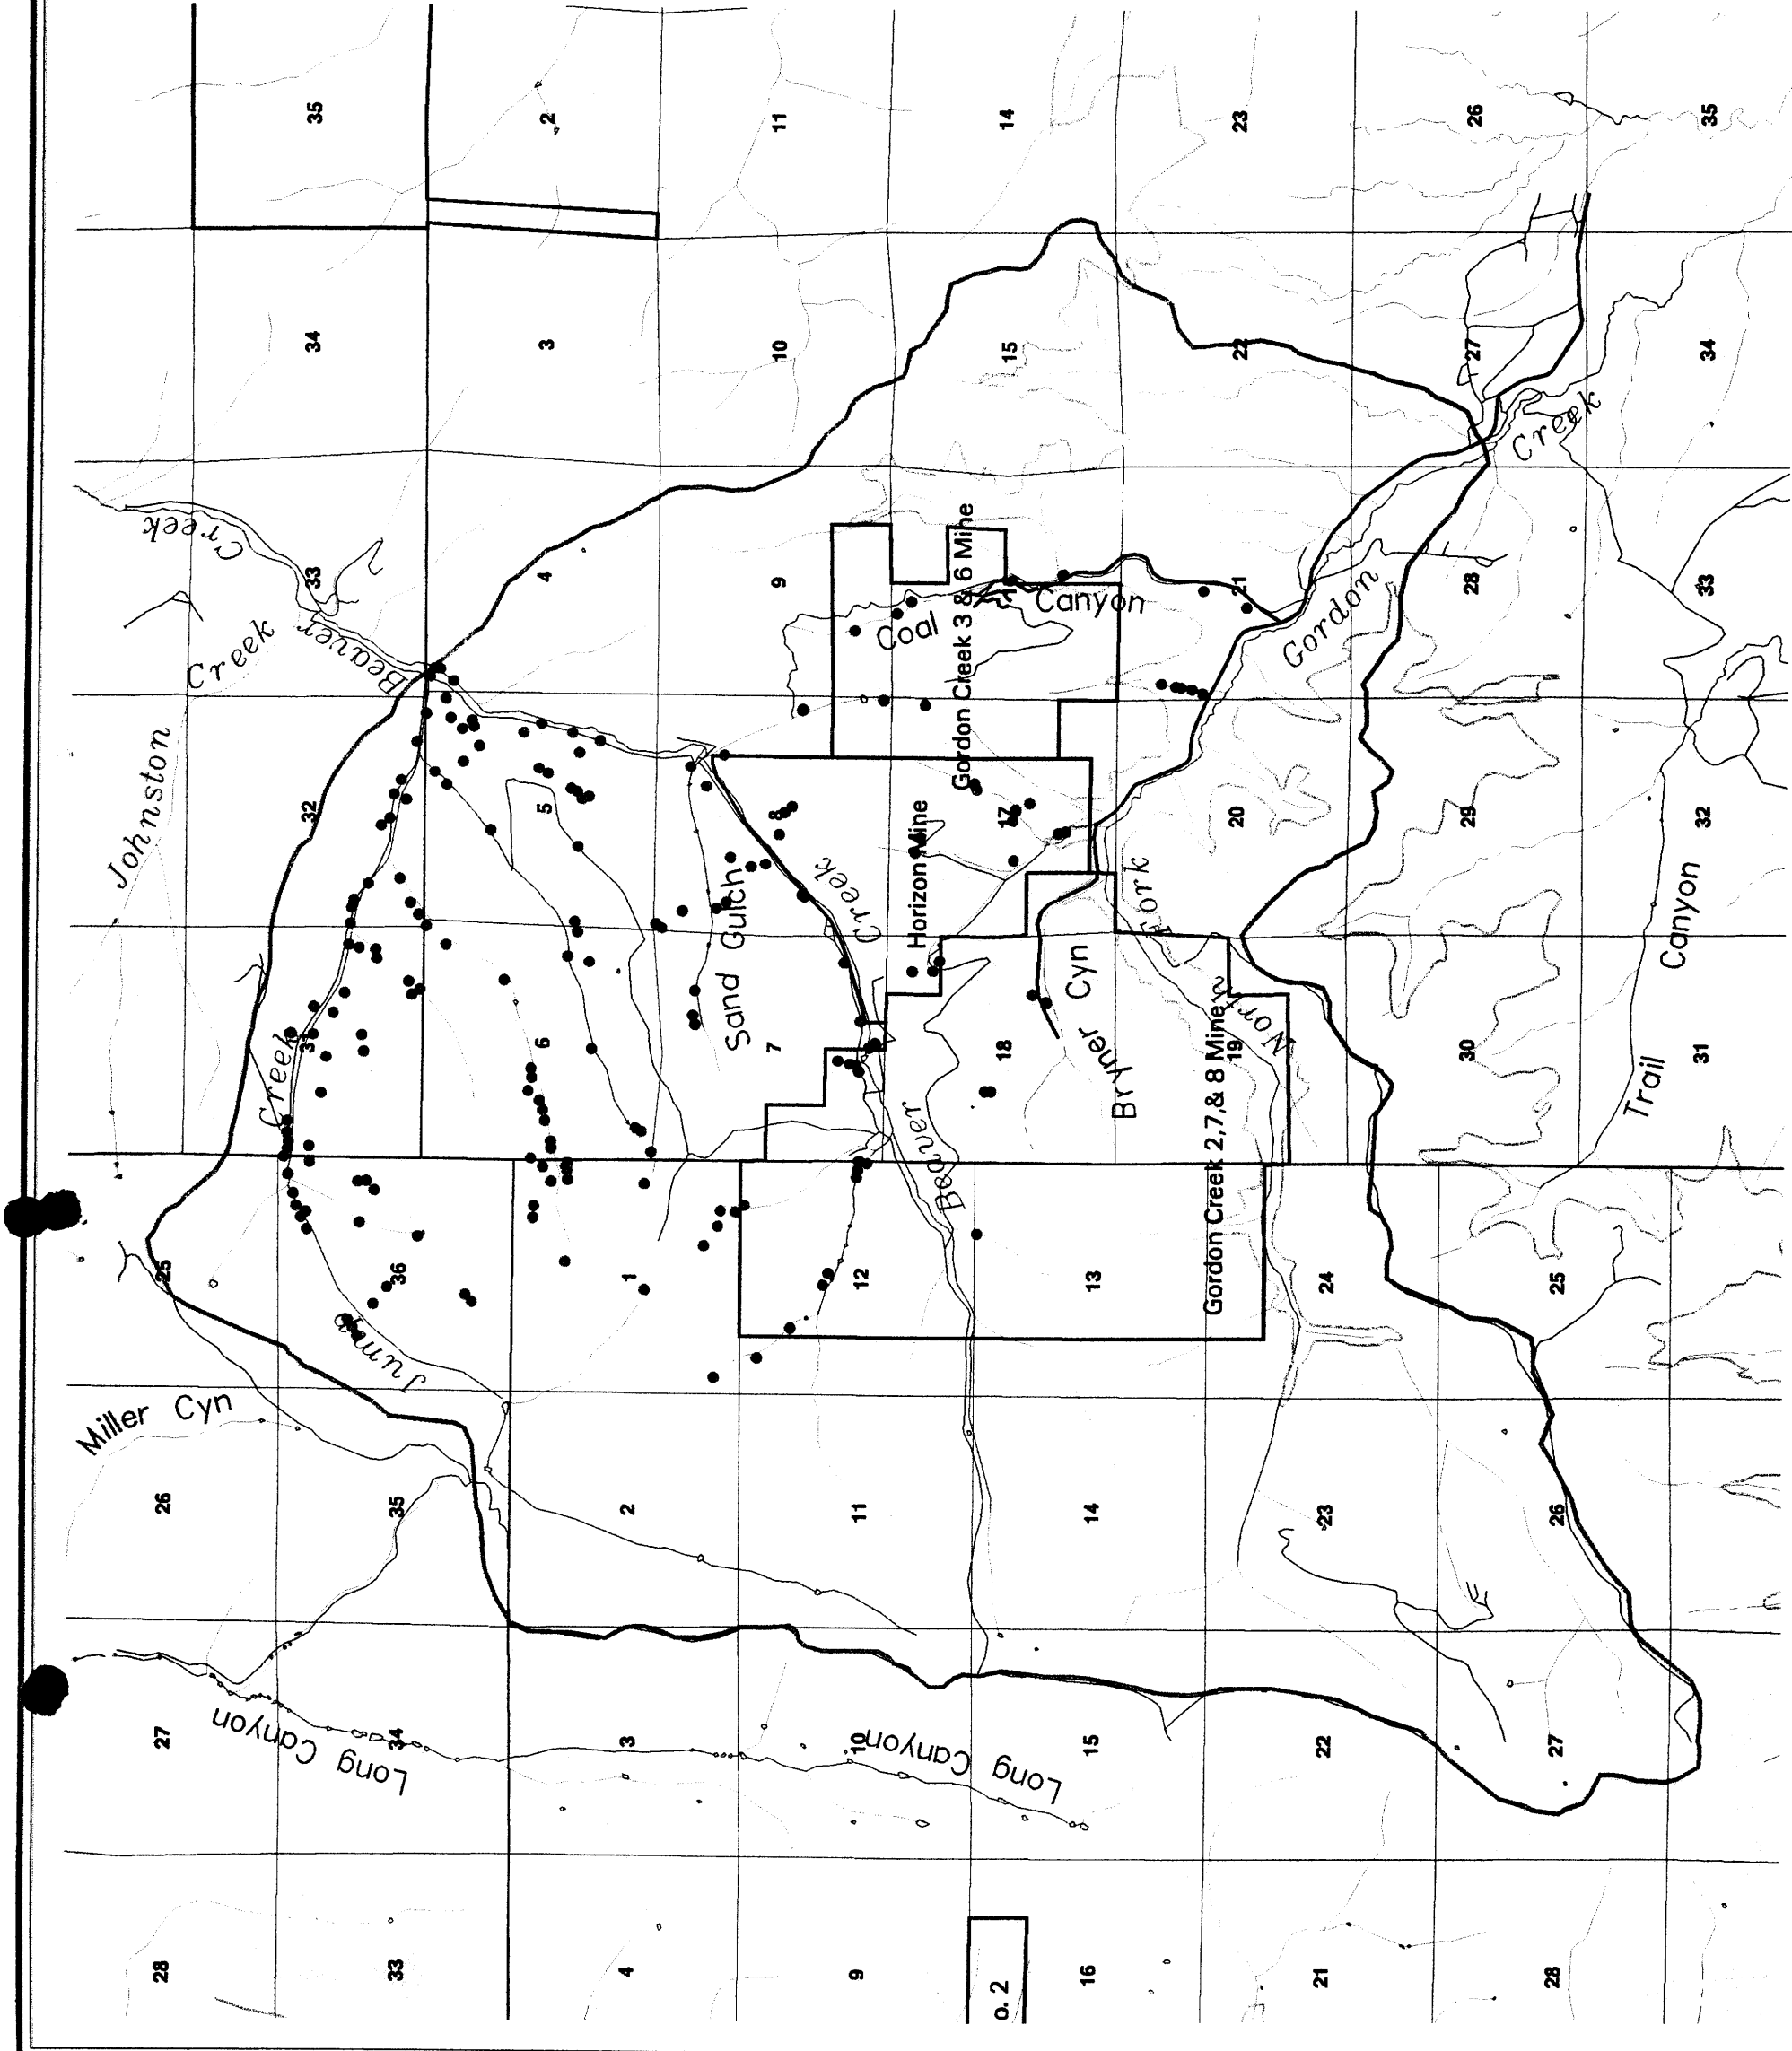 28 27 26 25
Miller Cyn
Johnston Creek
Beaver Creek
Long Canyon
Jump Creek
33 34 35 36 31 32 33 34 35
4 3 2 1 6 5 4 3 2
Sand Gulch
9 10 11 12 7 8 9 10 11
Long Canyon
Beaver Creek
Coal Canyon
Horizon Mine
Gordon Creek 3 & 6 Mine
o. 2
16 15 14 13 18 17 15 14
Bryner Cyn
North Fork
Gordon Creek
Gordon Creek 2,7,& 8 Mine
21 22 23 24 19 20 21 22 23
28 27 26 25 30 29 28 27 26
Trail Canyon
31 32 33 34 35